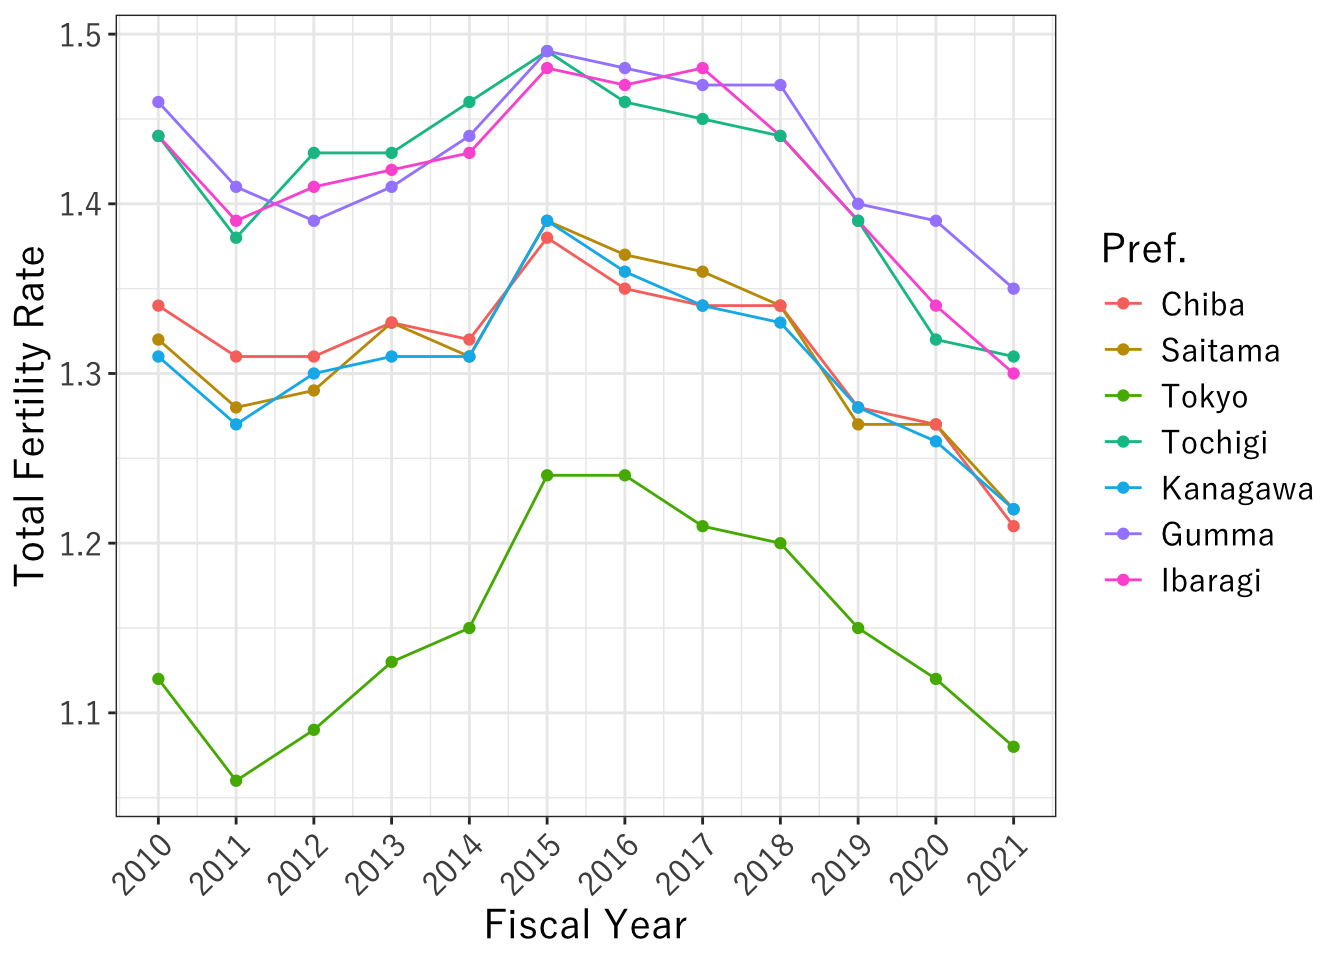 1.5
1.4
1.3
1.2
1.1
Total Fertility Rate
2010
2011
2012
2013
2014
2015
2016
2017
2018
2019
2020
2021
Fiscal Year
Pref.
Chiba
Saitama
Tokyo
Tochigi
Kanagawa
Gumma
Ibaragi